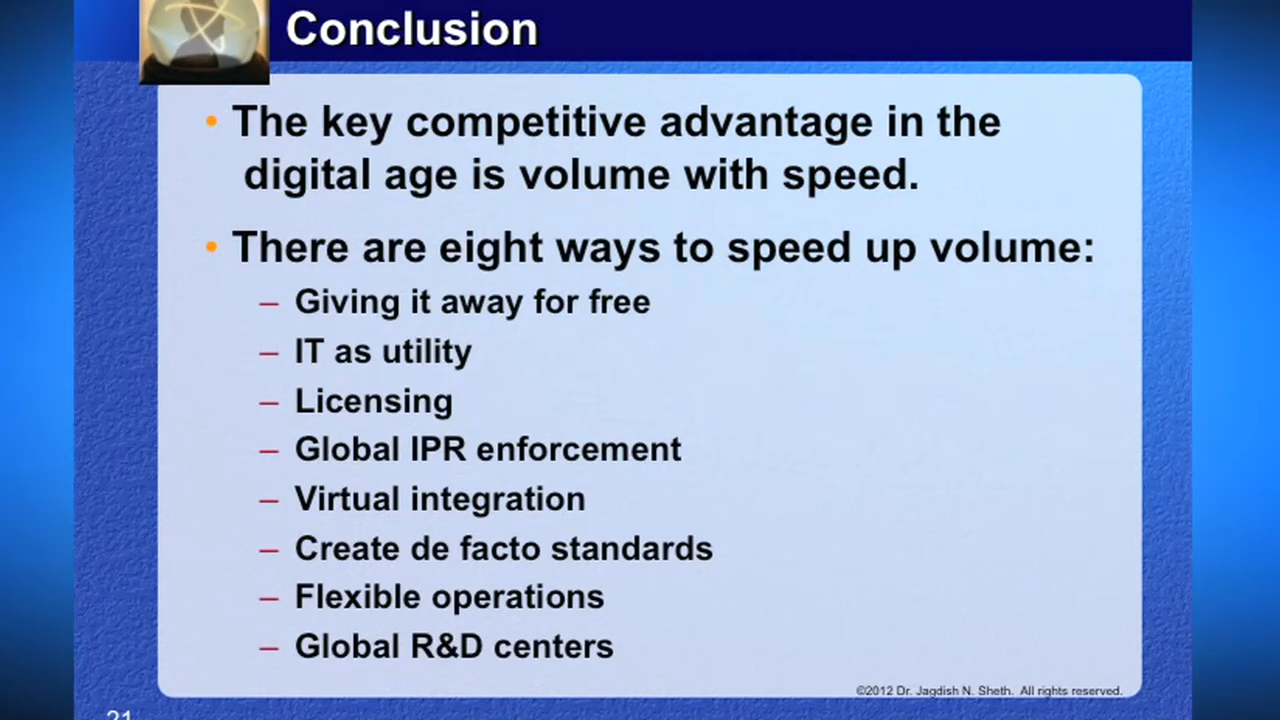 Conclusion
• The key competitive advantage in the
digital age is volume with speed.
• There are eight ways to speed up volume:
– Giving it away for free
– IT as utility
– Licensing
– Global IPR enforcement
– Virtual integration
– Create de facto standards
– Flexible operations
– Global R&D centers
©2012 Dr. Jagdish N. Sheth. All rights reserved.
21